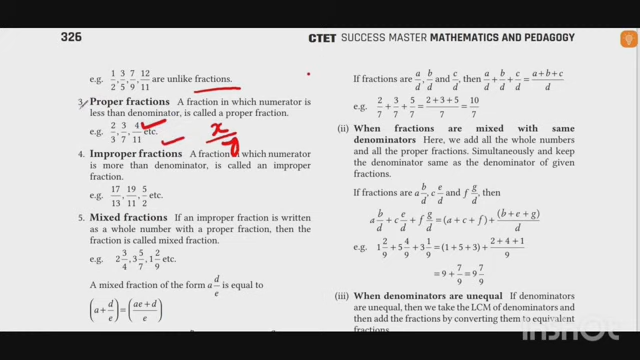 326
CTET SUCCESS MASTER MATHEMATICS AND PEDAGOGY
e.g. 1/2, 3/5, 7/9, 12/11 are unlike fractions.
3. Proper Fractions A fraction in which numerator is
less than denominator, is called a proper fraction.
e.g. 2/3, 3/7, 4/11 etc.
x/y
4. Improper Fractions A fraction in which numerator
is more than denominator, is called an improper
fraction.
e.g. 17/13, 19/11, 5/2 etc.
5. Mixed Fractions If an improper fraction is written
as a whole number with a proper fraction, then
the fraction is called mixed fraction.
e.g. 2 3/4, 3 5/7, 1 2/9 etc.
A mixed fraction of the form a d/e is equal to
(a + d/e) = (ae + d / e)
If fractions are a/d, b/d and c/d, then a/d + b/d + c/d = a + b + c / d
e.g. 2/7 + 3/7 + 5/7 = (2 + 3 + 5) / 7 = 10/7
(ii) When fractions are mixed with same
denominators Here, we add all the whole numbers
and all the proper fractions. Simultaneously and keep
the denominator same as the denominator of given
fractions.
If fractions are a b/d, c e/d and f g/d, then
a b/d + c e/d + f g/d = (a + c + f) + (b + e + g) / d
e.g. 1 2/9 + 5 4/9 + 3 1/9 = (1 + 5 + 3) + (2 + 4 + 1) / 9
= 9 + 7/9 = 9 7/9
(iii) When denominators are unequal If denominators
are unequal, then we take the LCM of denominators and
then add the fractions by converting them to equivalent
fractions.
InShot